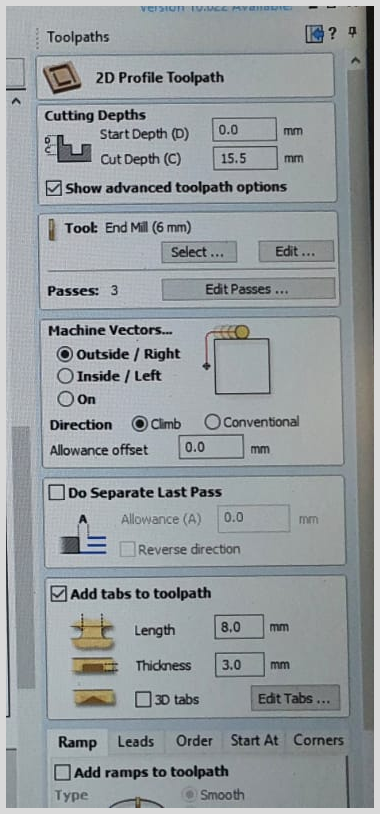 Version 10.022 Available.
Toolpaths
?
2D Profile Toolpath
Cutting Depths
D
C
Start Depth (D) 0.0 mm
Cut Depth (C) 15.5 mm
Show advanced toolpath options
Tool: End Mill (6 mm)
Select ... Edit ...
Passes: 3 Edit Passes ...
Machine Vectors...
Outside / Right
Inside / Left
On
Direction Climb Conventional
Allowance offset 0.0 mm
Do Separate Last Pass
A Allowance (A) 0.0 mm
Reverse direction
Add tabs to toolpath
Length 8.0 mm
Thickness 3.0 mm
3D tabs Edit Tabs ...
Ramp Leads Order Start At Corners
Add ramps to toolpath
Type Smooth